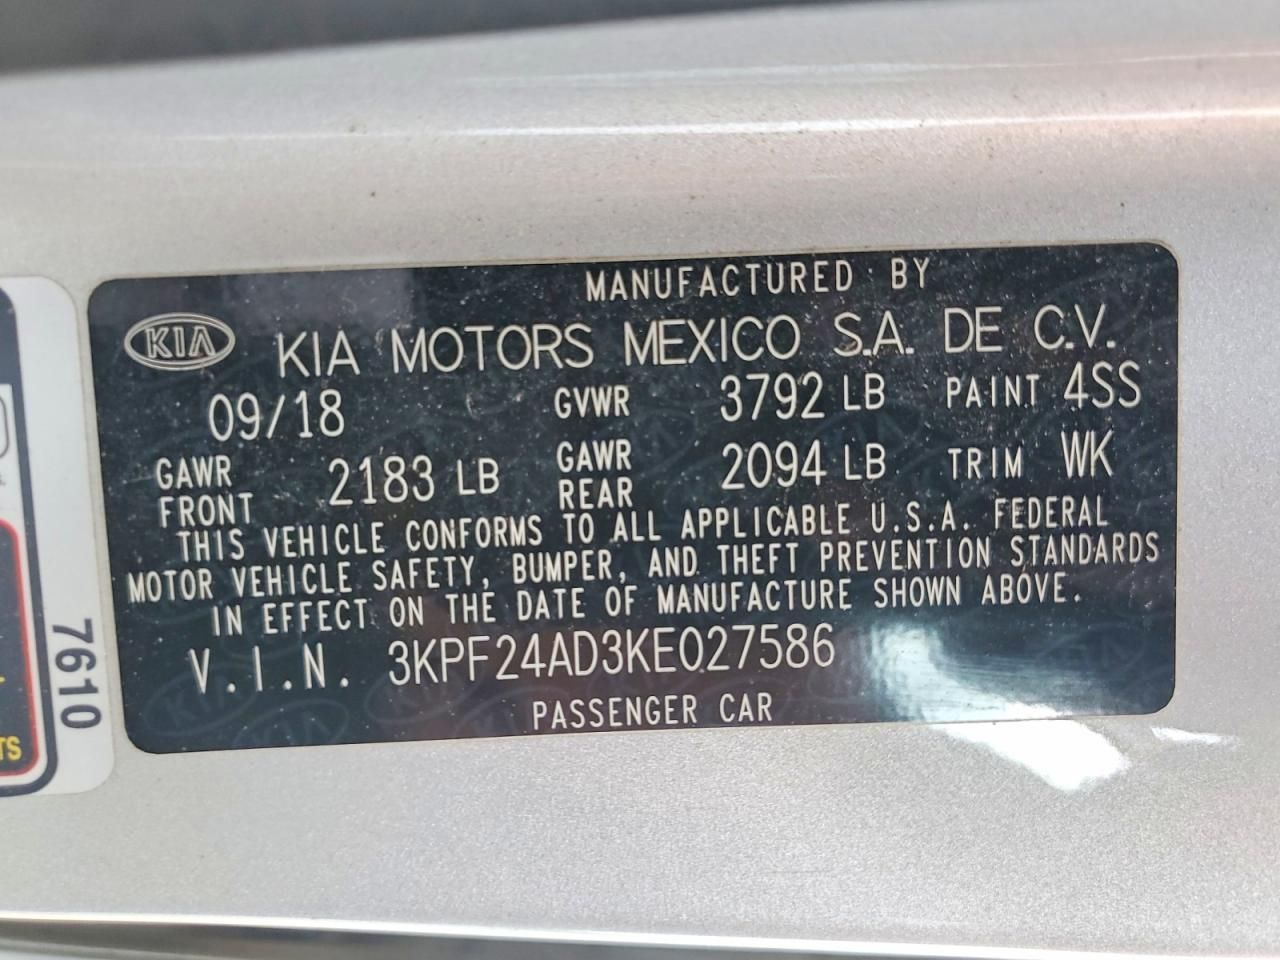 MANUFACTURED BY
KIA KIA MOTORS MEXICO S.A. DE C.V.
09/18 GVWR 3792 LB PAINT 4SS
GAWR FRONT 2183 LB GAWR REAR 2094 LB TRIM WK
THIS VEHICLE CONFORMS TO ALL APPLICABLE U.S.A. FEDERAL
MOTOR VEHICLE SAFETY, BUMPER, AND THEFT PREVENTION STANDARDS
IN EFFECT ON THE DATE OF MANUFACTURE SHOWN ABOVE.
V.I.N. 3KPF24AD3KE027586
PASSENGER CAR
7610
TS